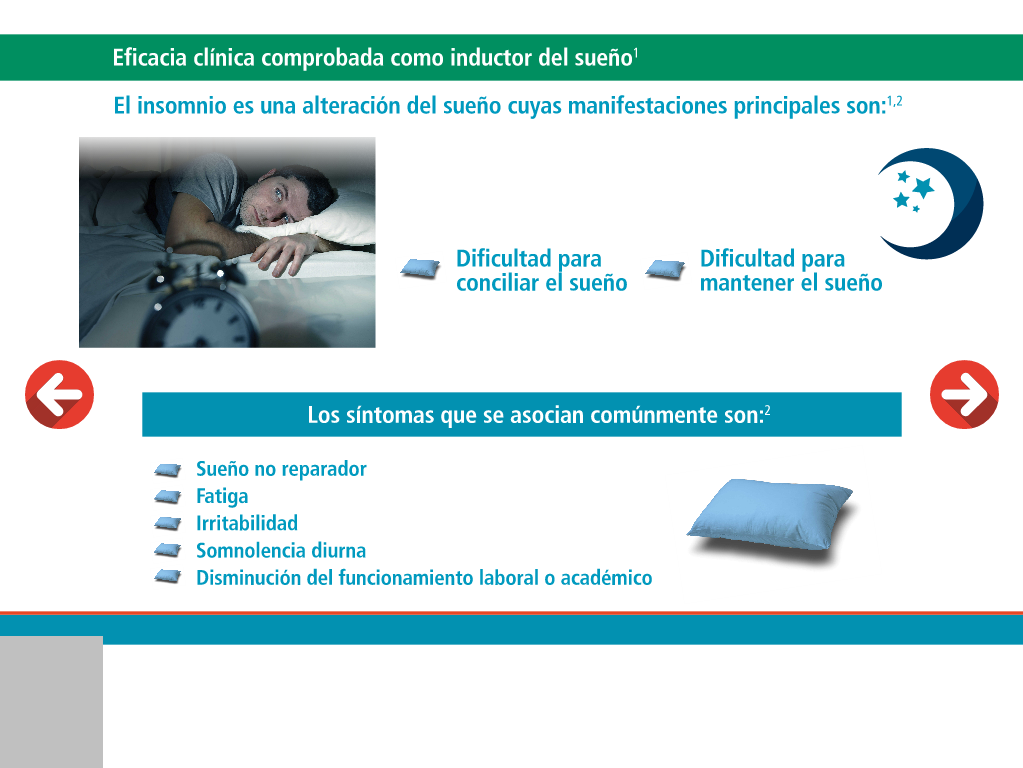 Eficacia clínica comprobada como inductor del sueño1
El insomnio es una alteración del sueño cuyas manifestaciones principales son:1,2
Dificultad para
conciliar el sueño
Dificultad para
mantener el sueño
Los síntomas que se asocian comúnmente son:2
Sueño no reparador
Fatiga
Irritabilidad
Somnolencia diurna
Disminución del funcionamiento laboral o académico